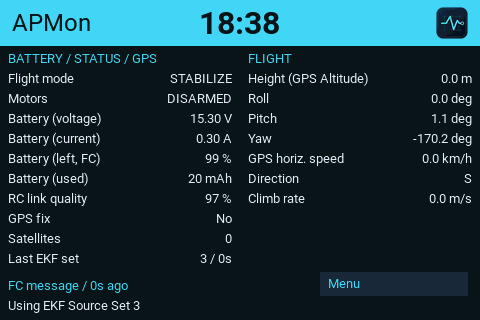 APMon 18:38
BATTERY / STATUS / GPS
Flight mode STABILIZE
Motors DISARMED
Battery (voltage) 15.30 V
Battery (current) 0.30 A
Battery (left, FC) 99 %
Battery (used) 20 mAh
RC link quality 97 %
GPS fix No
Satellites 0
Last EKF set 3 / 0s
FLIGHT
Height (GPS Altitude) 0.0 m
Roll 0.0 deg
Pitch 1.1 deg
Yaw -170.2 deg
GPS horiz. speed 0.0 km/h
Direction S
Climb rate 0.0 m/s
FC message / 0s ago
Using EKF Source Set 3
Menu